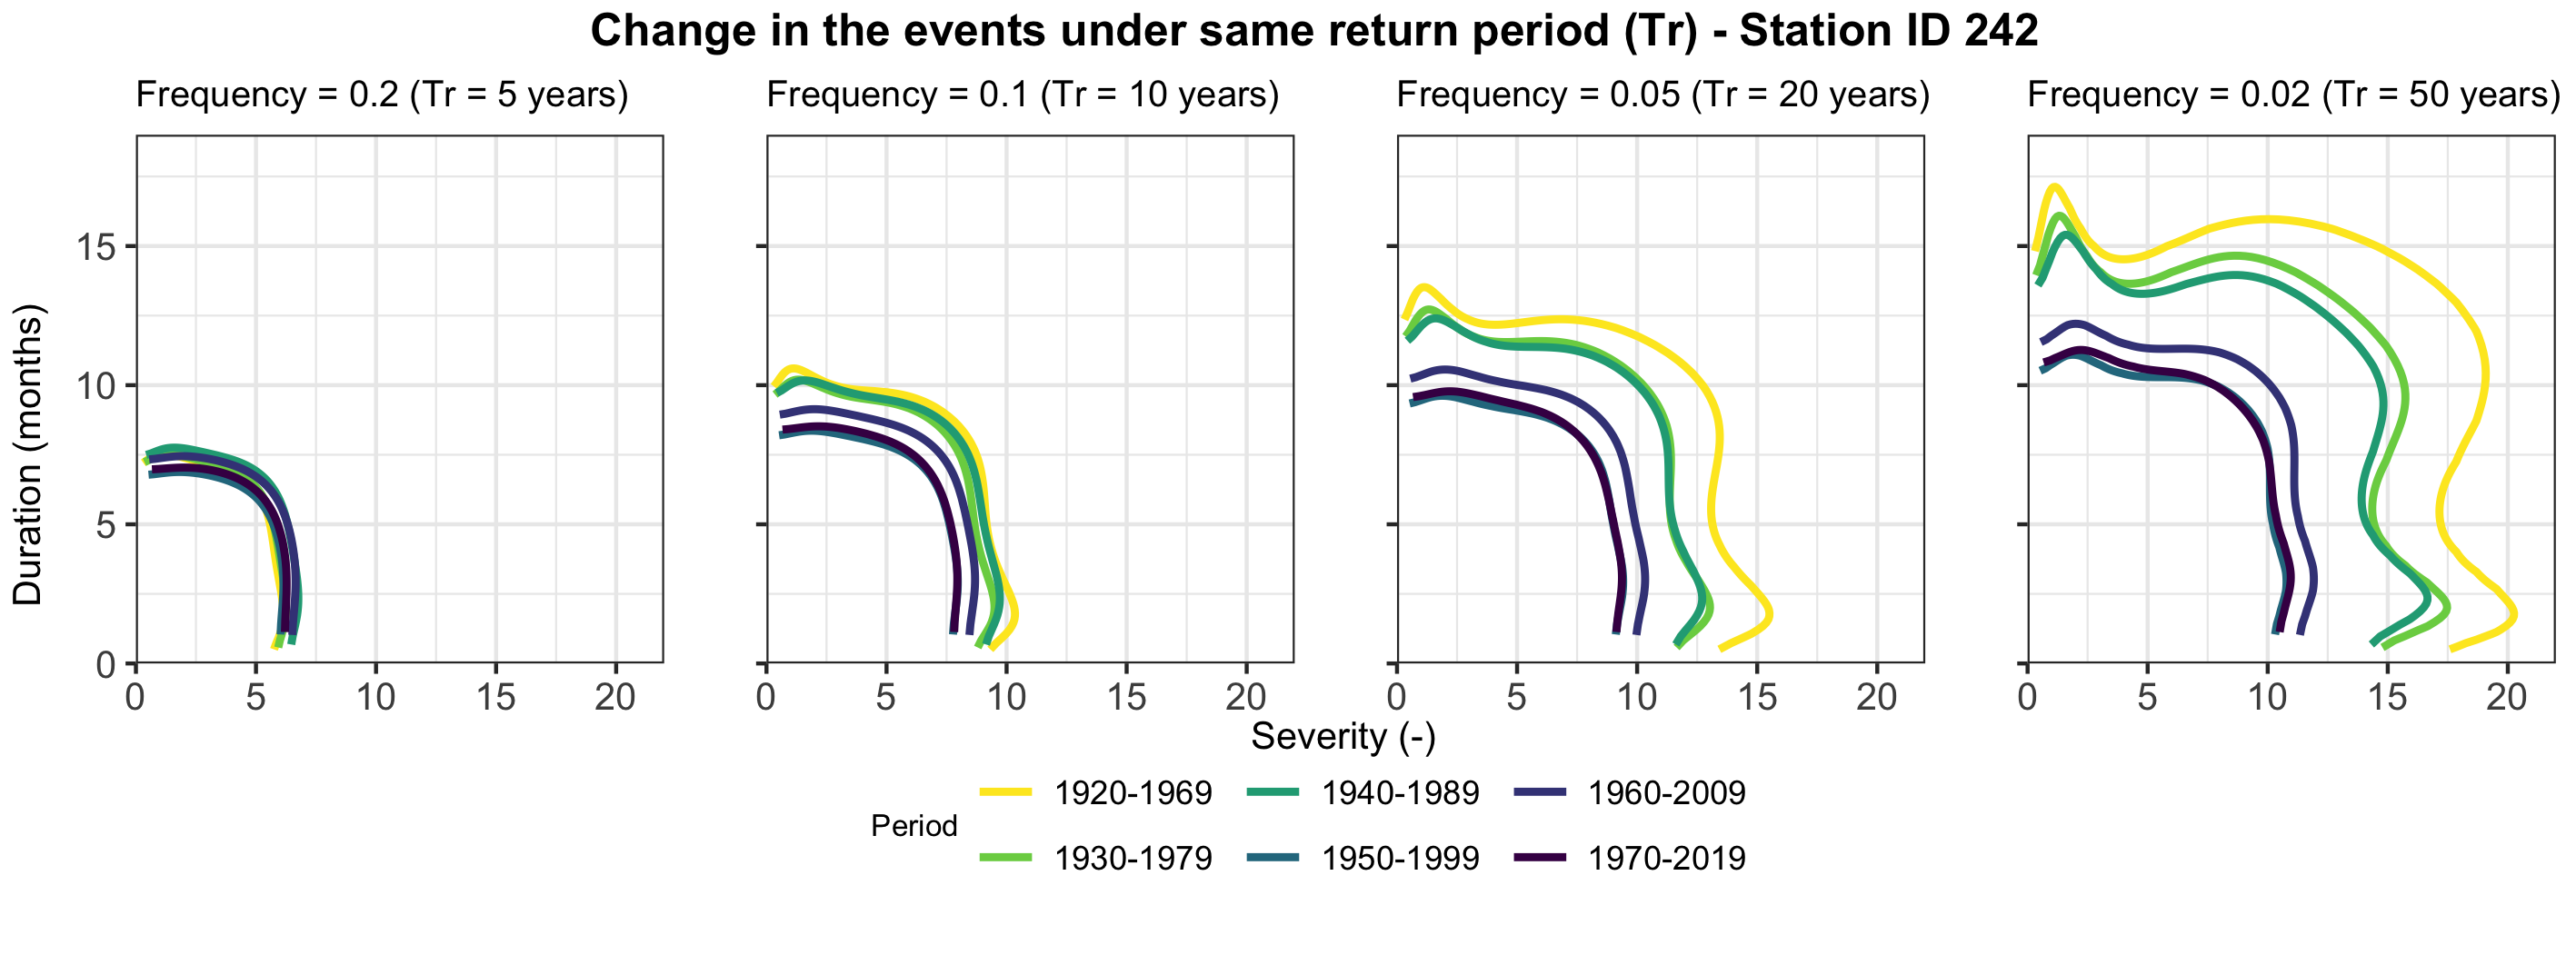 Change in the events under same return period (Tr) - Station ID 242
Frequency = 0.2 (Tr = 5 years)
Frequency = 0.1 (Tr = 10 years)
Frequency = 0.05 (Tr = 20 years)
Frequency = 0.02 (Tr = 50 years)
Duration (months)
15
10
5
0
0 5 10 15 20
0 5 10 15 20
0 5 10 15 20
0 5 10 15 20
Severity (-)
Period
1920-1969 1940-1989 1960-2009
1930-1979 1950-1999 1970-2019